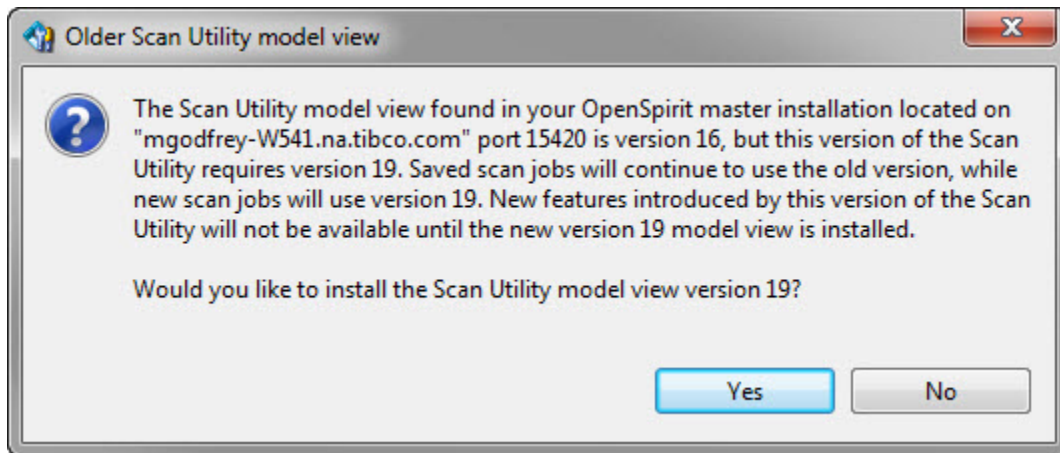 Older Scan Utility model view
The Scan Utility model view found in your OpenSpirit master installation located on
"mgodfrey-W541.na.tibco.com" port 15420 is version 16, but this version of the Scan
Utility requires version 19. Saved scan jobs will continue to use the old version, while
new scan jobs will use version 19. New features introduced by this version of the Scan
Utility will not be available until the new version 19 model view is installed.
Would you like to install the Scan Utility model view version 19?
Yes No